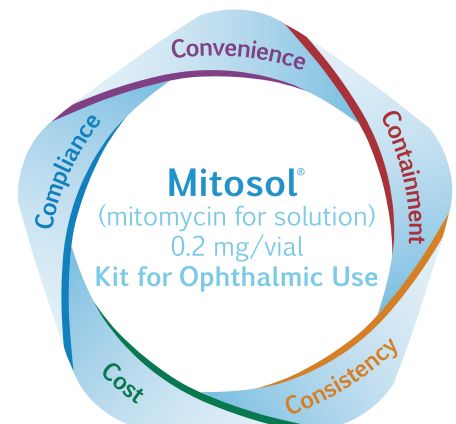 Convenience
Containment
Compliance
Mitosol®
(mitomycin for solution)
0.2 mg/vial
Kit for Ophthalmic Use
Cost
Consistency